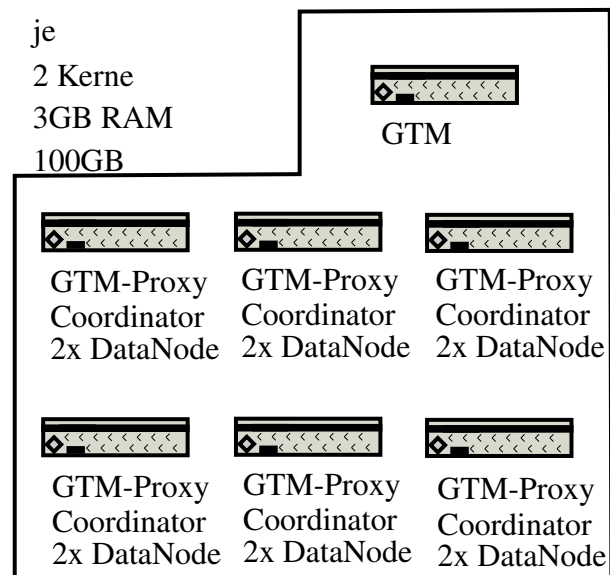 je
2 Kerne
3GB RAM
100GB
GTM
GTM-Proxy
Coordinator
2x DataNode
GTM-Proxy
Coordinator
2x DataNode
GTM-Proxy
Coordinator
2x DataNode
GTM-Proxy
Coordinator
2x DataNode
GTM-Proxy
Coordinator
2x DataNode
GTM-Proxy
Coordinator
2x DataNode